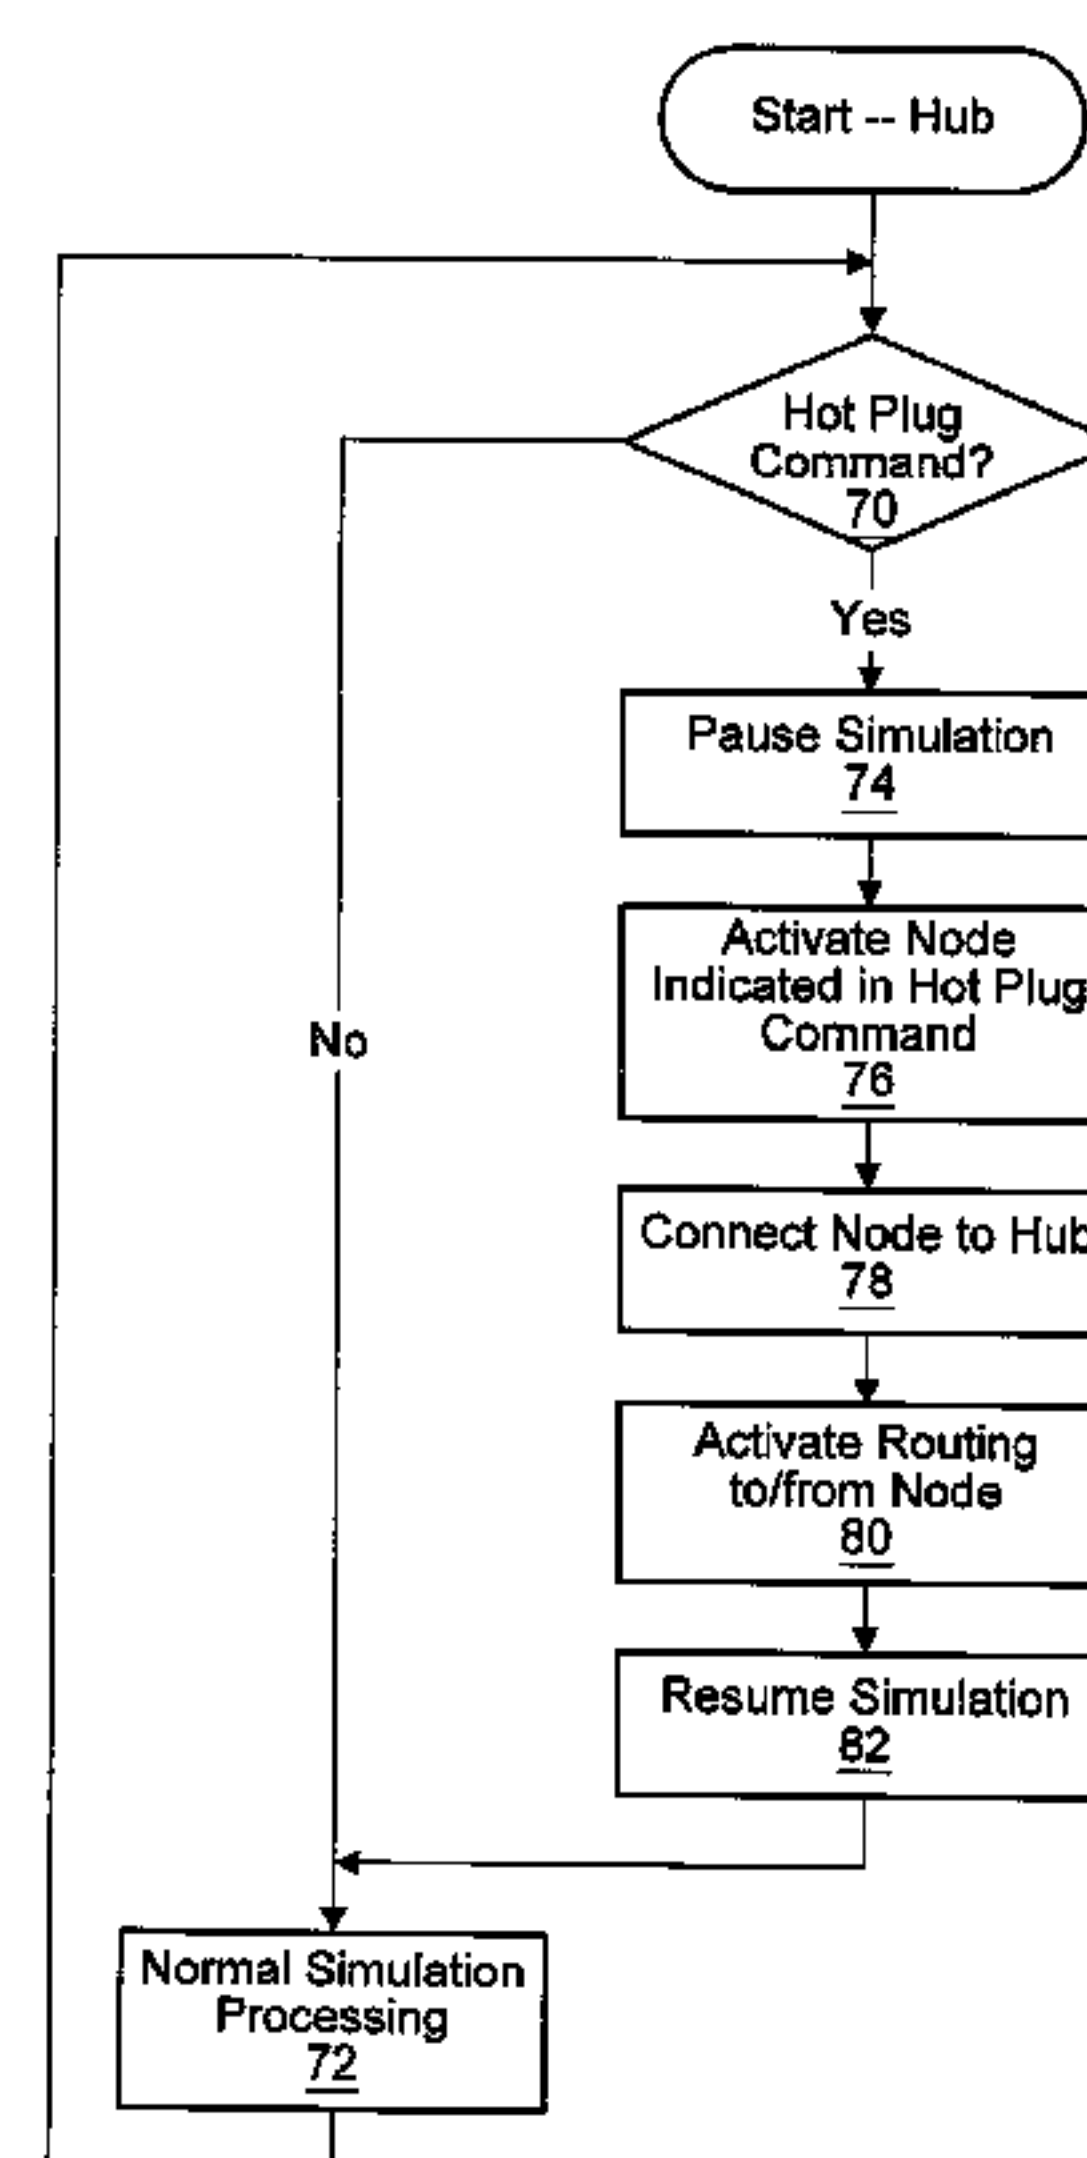 Start -- Hub
Hot Plug
Command?
70
Yes
Pause Simulation
74
Activate Node
Indicated in Hot Plug
Command
76
No
Connect Node to Hub
78
Activate Routing
to/from Node
80
Resume Simulation
82
Normal Simulation
Processing
72